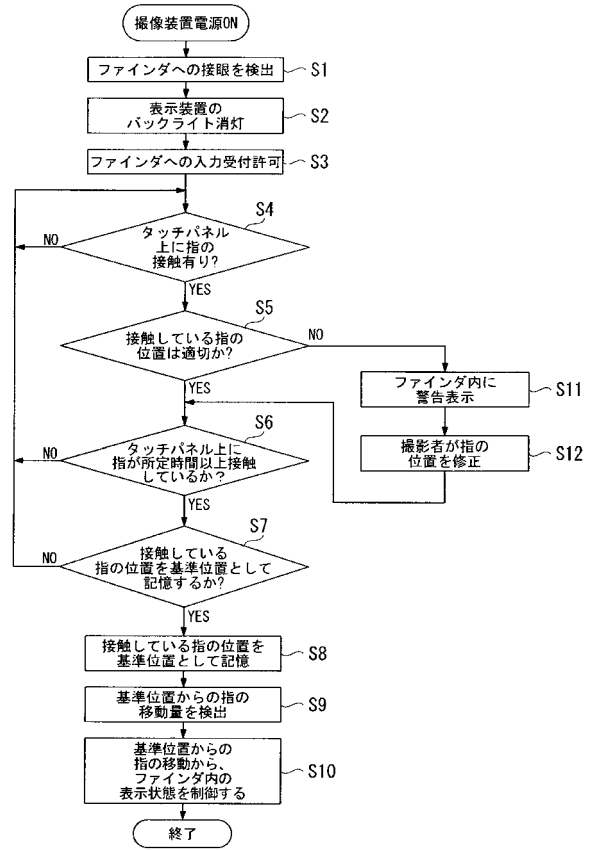 撮像装置電源ON
ファインダへの接眼を検出
S1
表示装置の
バックライト消灯
S2
ファインダへの入力受付許可
S3
S4
タッチパネル
上に指の
接触有り?
NO
YES
S5
接触している指の
位置は適切か?
NO
YES
ファインダ内に
警告表示
S11
撮影者が指の
位置を修正
S12
S6
タッチパネル上に
指が所定時間以上接触
しているか?
NO
YES
S7
接触している
指の位置を基準位置として
記憶するか?
NO
YES
接触している指の位置を
基準位置として記憶
S8
基準位置からの指の
移動量を検出
S9
基準位置からの
指の移動から、
ファインダ内の
表示状態を制御する
S10
終了